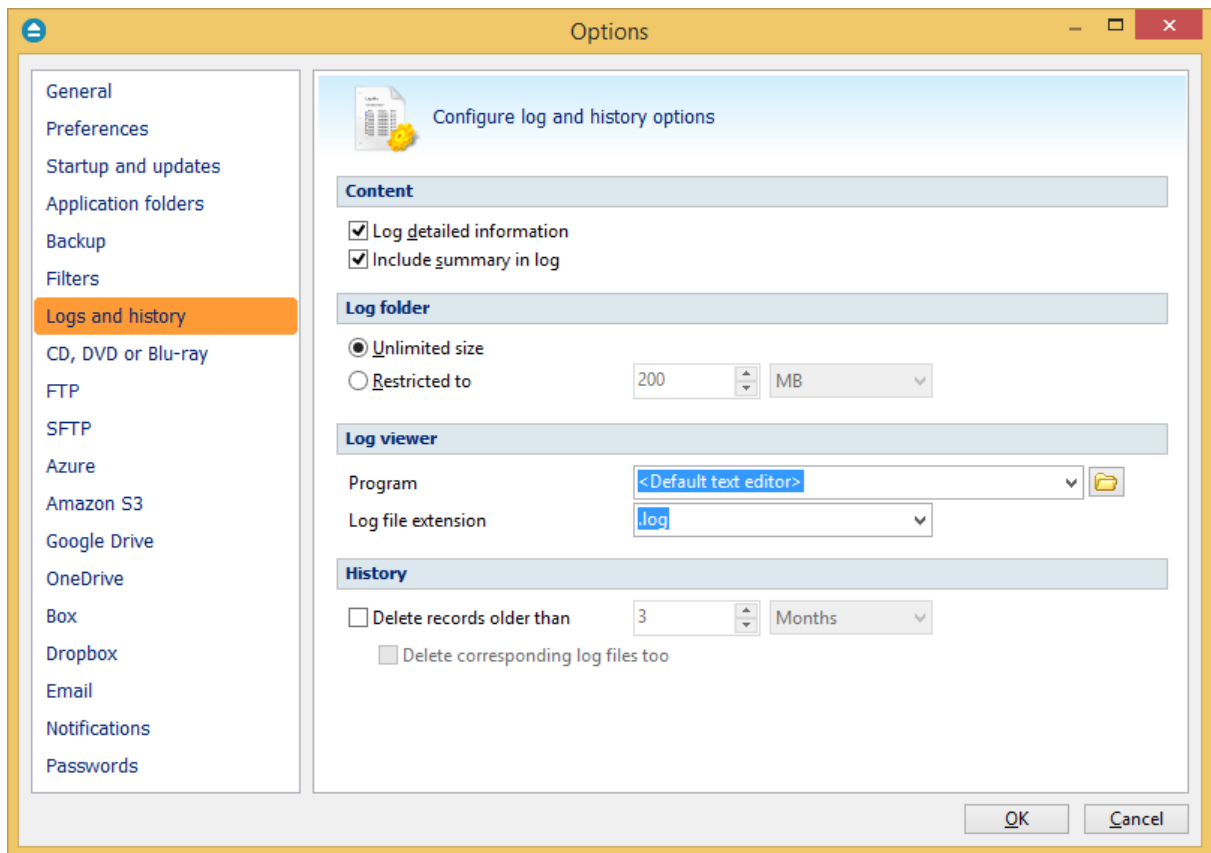 Options
General
Preferences
Startup and updates
Application folders
Backup
Filters
Logs and history
CD, DVD or Blu-ray
FTP
SFTP
Azure
Amazon S3
Google Drive
OneDrive
Box
Dropbox
Email
Notifications
Passwords
Configure log and history options
Content
Log detailed information
Include summary in log
Log folder
Unlimited size
Restricted to 200 MB
Log viewer
Program <Default text editor>
Log file extension .log
History
Delete records older than 3 Months
Delete corresponding log files too
OK Cancel